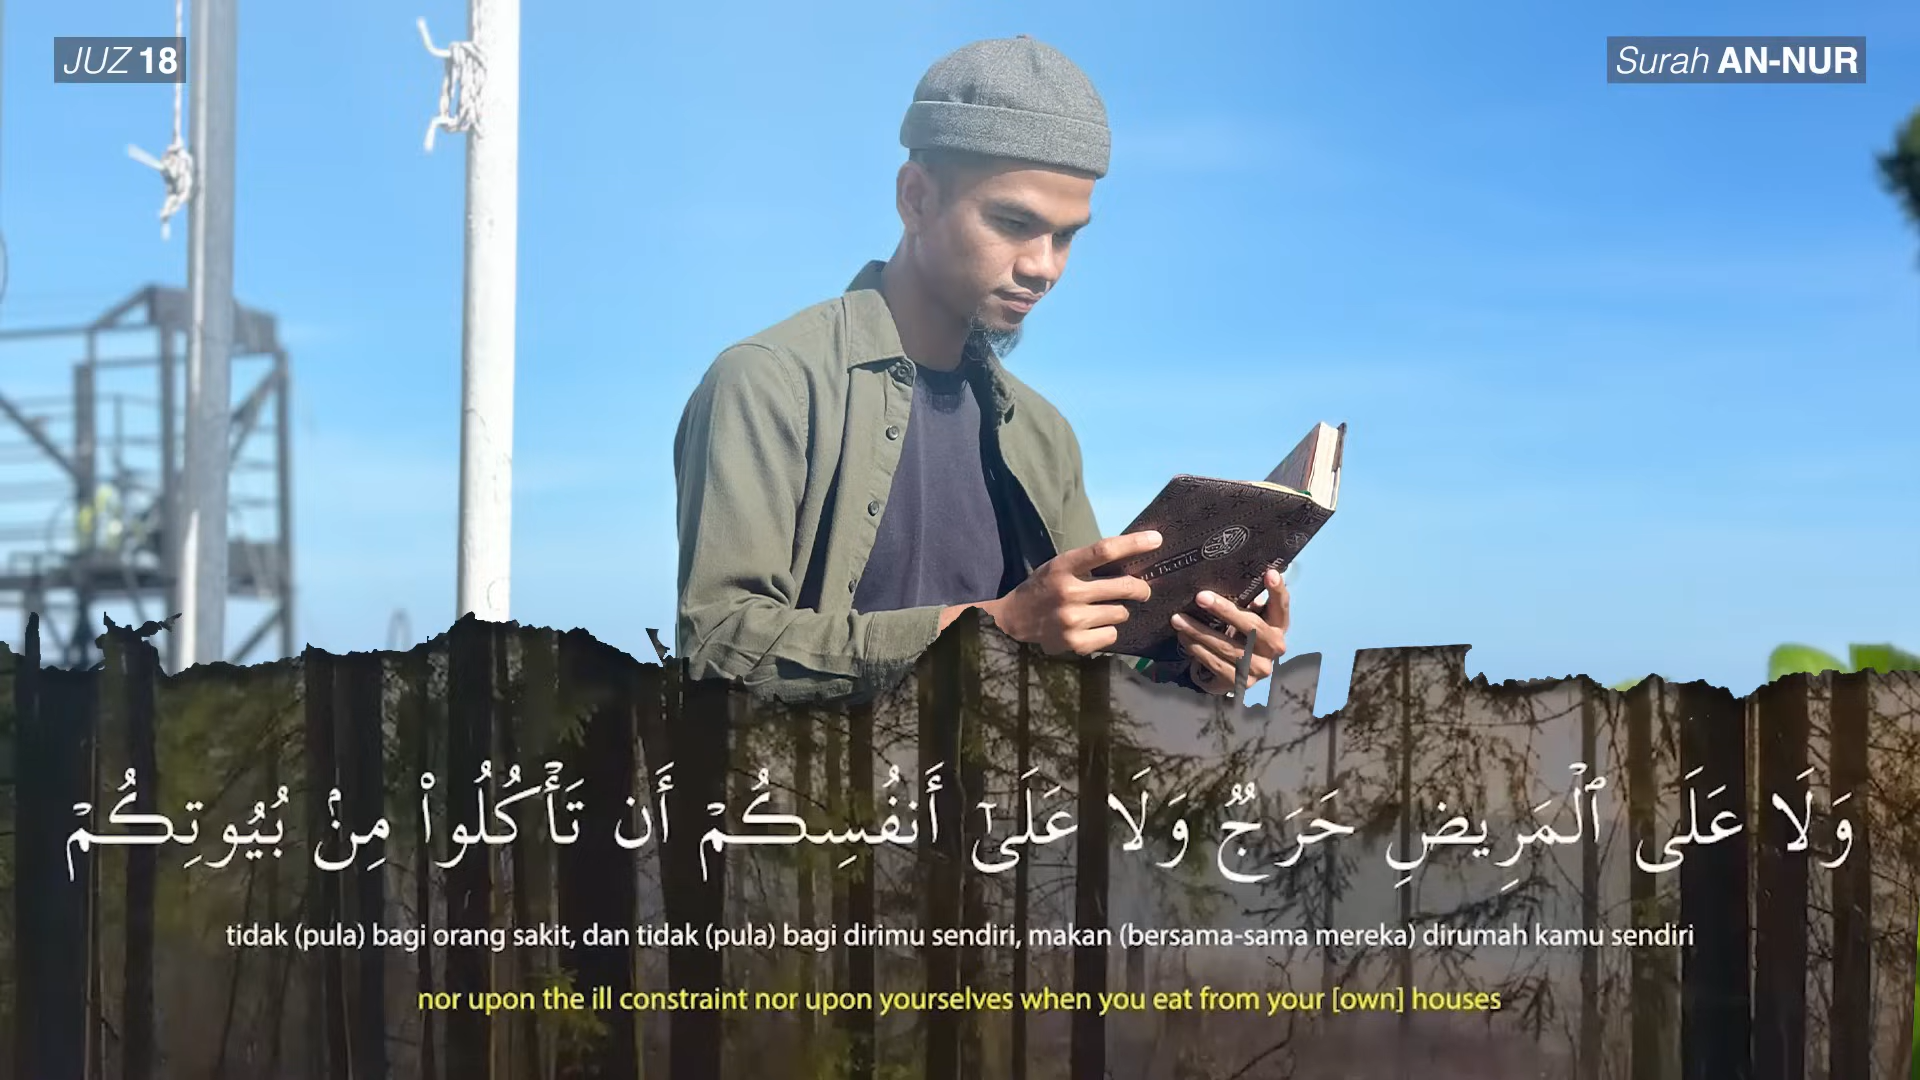 JUZ 18
Surah AN-NUR
وَلَا عَلَى ٱلْمَرِيضِ حَرَجٌ وَلَا عَلَىٰٓ أَنفُسِكُمْ أَن تَأْكُلُوا۟ مِنۢ بُيُوتِكُمْ
tidak (pula) bagi orang sakit, dan tidak (pula) bagi dirimu sendiri, makan (bersama-sama mereka) dirumah kamu sendiri
nor upon the ill constraint nor upon yourselves when you eat from your [own] houses